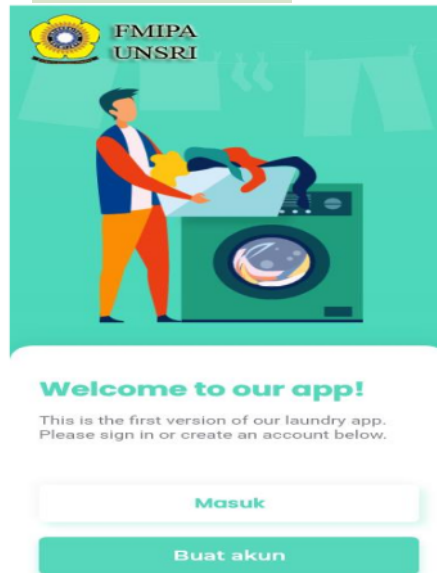 FMIPA
UNSRI
Welcome to our app!
This is the first version of our laundry app.
Please sign in or create an account below.
Masuk
Buat akun